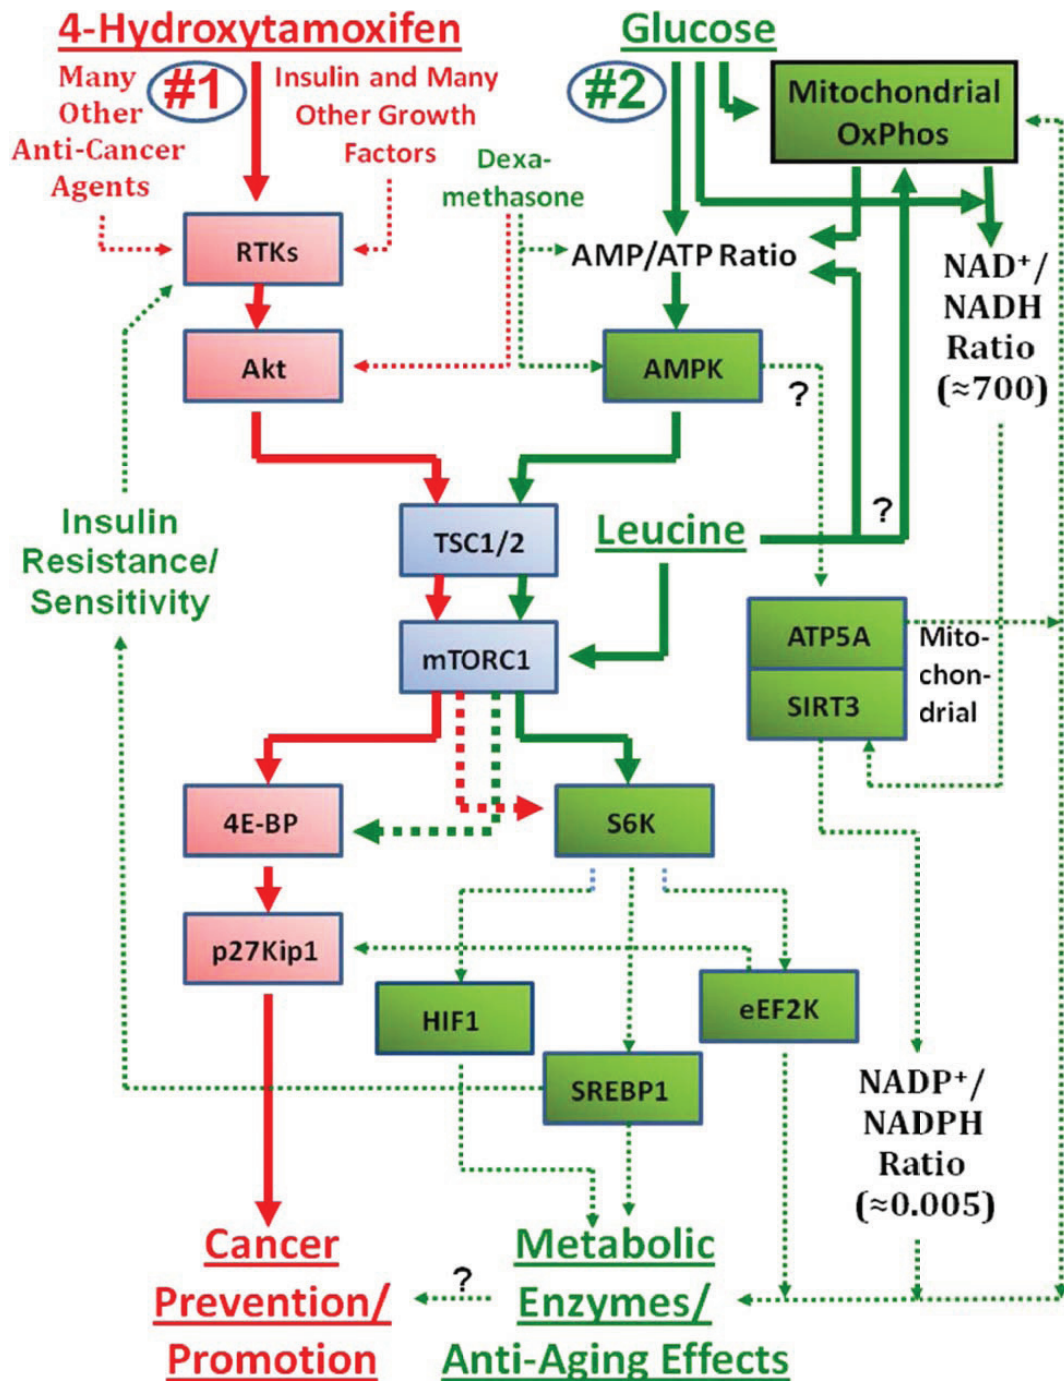 4-Hydroxytamoxifen
Many
Other
Anti-Cancer
Agents
#1
Insulin and Many
Other Growth
Factors
Glucose
#2
Mitochondrial
OxPhos
Dexa-
methasone
RTKs
AMP/ATP Ratio
NAD⁺/
NADH
Ratio
(≈700)
Akt
AMPK
?
Insulin
Resistance/
Sensitivity
TSC1/2
Leucine
?
mTORC1
ATP5A
SIRT3
Mito-
chon-
drial
4E-BP
S6K
p27Kip1
HIF1
eEF2K
SREBP1
NADP⁺/
NADPH
Ratio
(≈0.005)
Cancer
Prevention/
Promotion
?
Metabolic
Enzymes/
Anti-Aging Effects